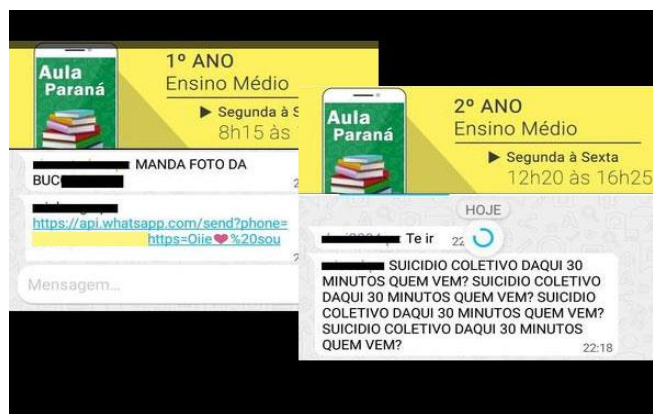 Aula
Paraná
1º ANO
Ensino Médio
▶ Segunda à S
8h15 às
MANDA FOTO DA
BUC
https://api.whatsapp.com/send?phone=
https=Oiie❤%20sou
Mensagem...
Aula
Paraná
2º ANO
Ensino Médio
▶ Segunda à Sexta
12h20 às 16h25
HOJE
Te ir 22
SUICIDIO COLETIVO DAQUI 30
MINUTOS QUEM VEM? SUICIDIO COLETIVO
DAQUI 30 MINUTOS QUEM VEM? SUICIDIO
COLETIVO DAQUI 30 MINUTOS QUEM VEM?
SUICIDIO COLETIVO DAQUI 30 MINUTOS
QUEM VEM?
22:18